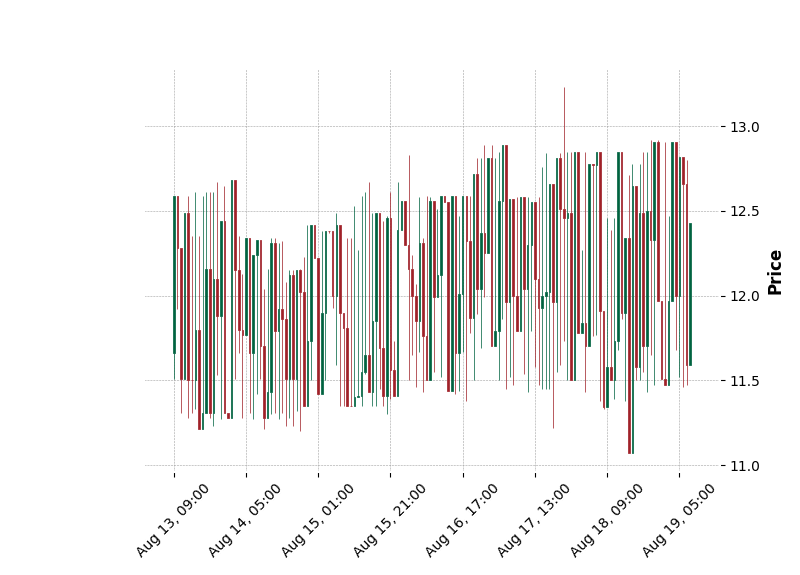 13.0
12.5
12.0
11.5
11.0
Price
Aug 13, 09:00
Aug 14, 05:00
Aug 15, 01:00
Aug 15, 21:00
Aug 16, 17:00
Aug 17, 13:00
Aug 18, 09:00
Aug 19, 05:00